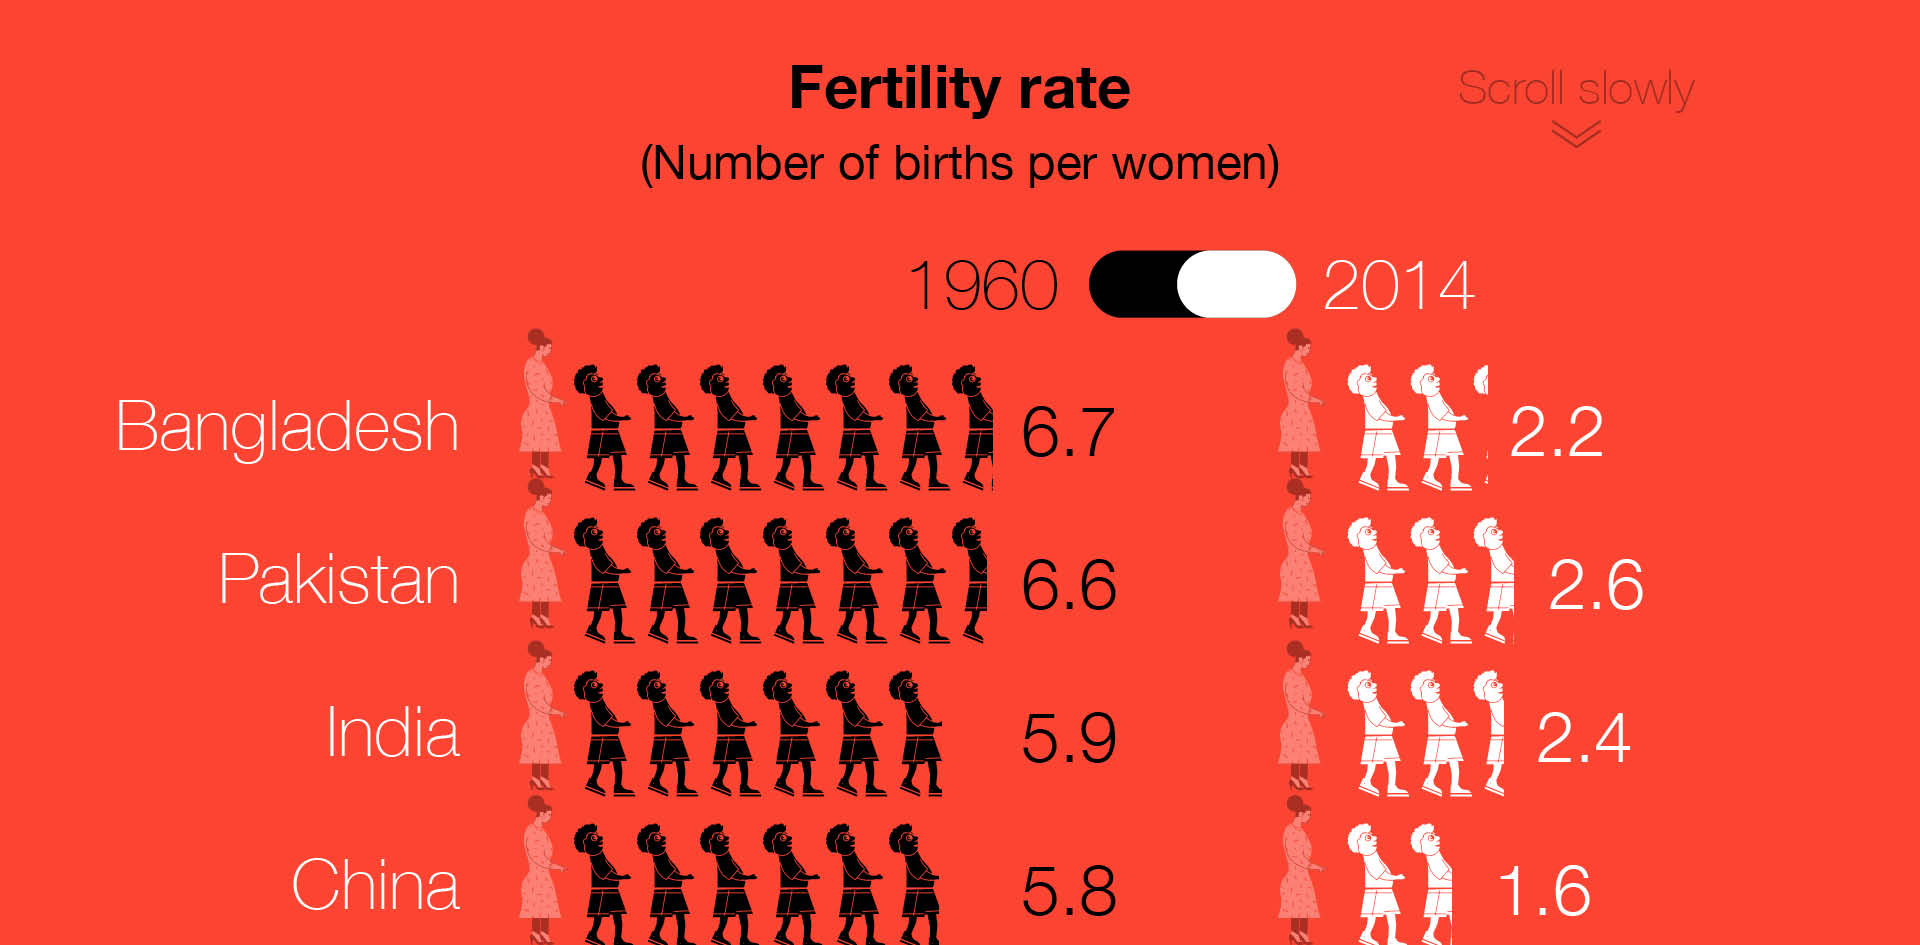 Fertility rate
Scroll slowly
(Number of births per women)
1960 2014
Bangladesh 6.7 2.2
Pakistan 6.6 2.6
India 5.9 2.4
China 5.8 1.6